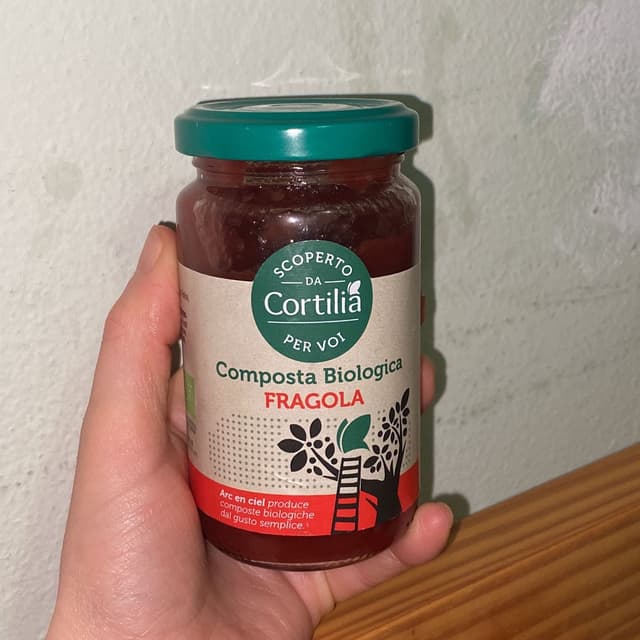 SCOPERTO
DA
Cortilia
PER VOI
Composta Biologica
FRAGOLA
Arc en ciel produce
composte biologiche
dal gusto semplice.